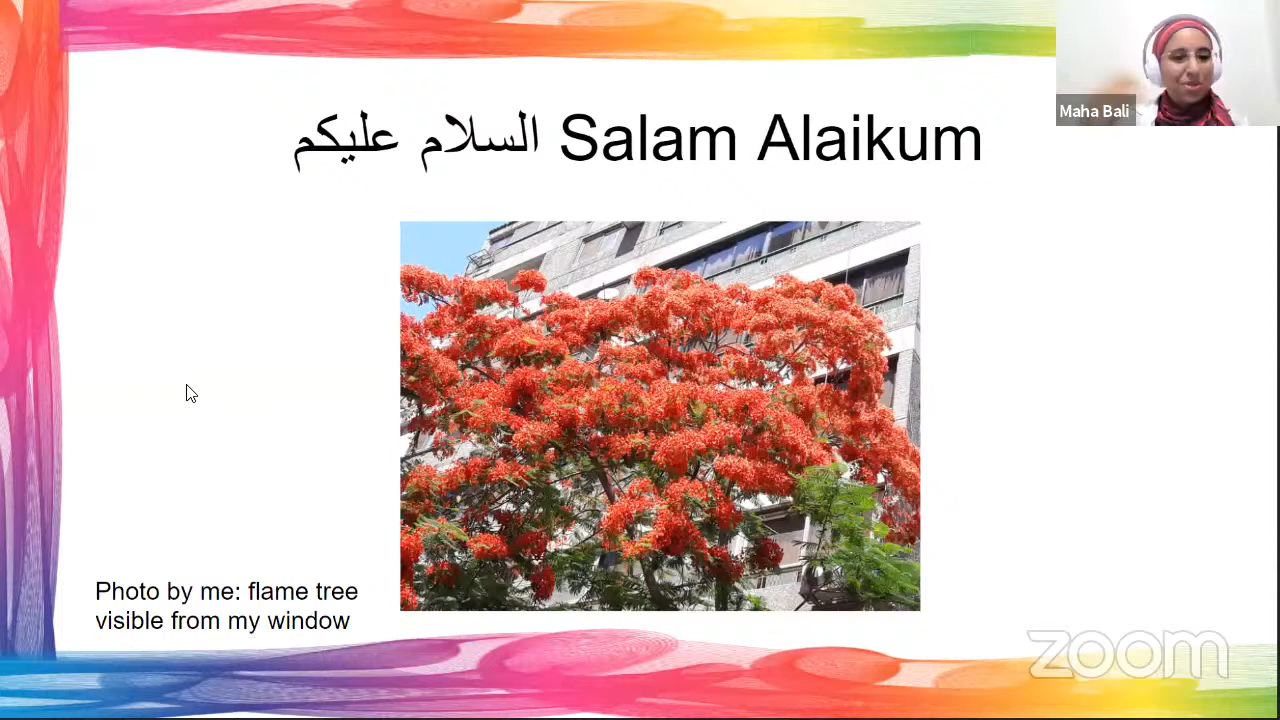 السلام عليكم Salam Alaikum
Maha Bali
Photo by me: flame tree
visible from my window
zoom